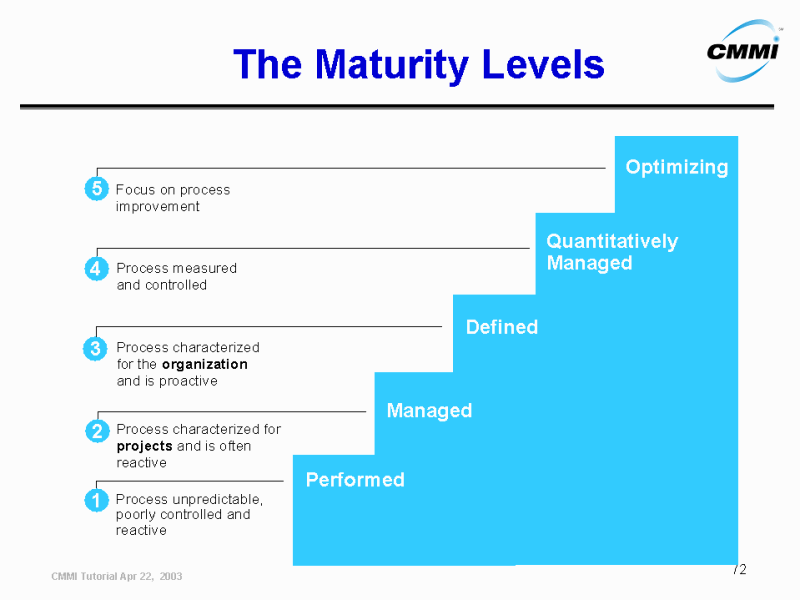 The Maturity Levels
CMMI
Optimizing
5
Focus on process
improvement
Quantitatively
Managed
4
Process measured
and controlled
Defined
3
Process characterized
for the organization
and is proactive
Managed
2
Process characterized for
projects and is often
reactive
Performed
1
Process unpredictable,
poorly controlled and
reactive
CMMI Tutorial Apr 22, 2003